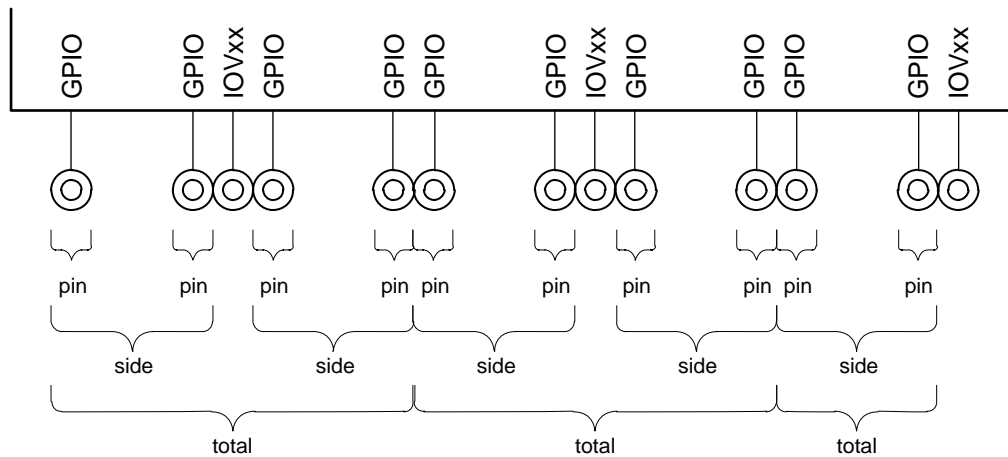 GPIO GPIO IOVxx GPIO GPIO GPIO GPIO IOVxx GPIO GPIO GPIO GPIO IOVxx
pin pin pin pin pin pin pin pin pin pin
side side side side side
total total total